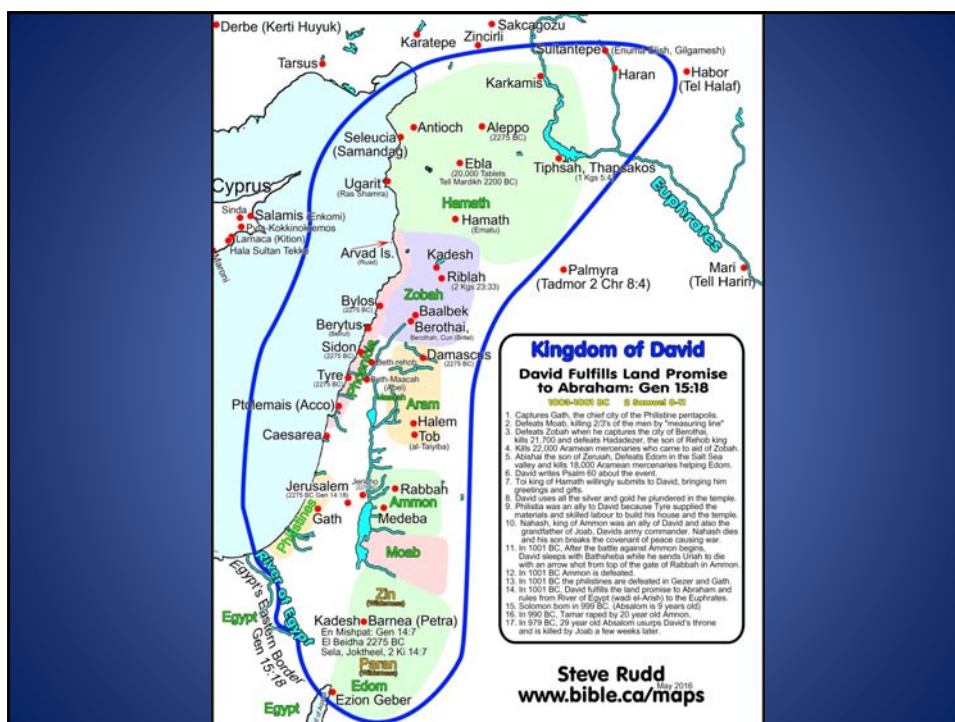 Derbe (Kerti Huyuk)
Sakcagozu
Karatepe
Zincirli
Sultantepe
(Enuma Elish, Gilgamesh)
Tarsus
Karkamis
Haran
Habor
(Tel Halaf)
Seleucia
(Samandag)
Antioch
Aleppo
(2275 BC)
Ebla
(20,000 Tablets
Tell Mardikh 2200 BC)
Tiphsah, Thapsakos
(1 Kgs 5:4)
Ugarit
(Ras Shamra)
Hamath
Hamath
(Ematu)
Euphrates
Cyprus
Sinda
Salamis (Enkomi)
Pyla-Kokkinokremos
Larnaca (Kition)
Hala Sultan Tekke
Maroni
Arvad Is.
(Ruad)
Kadesh
Riblah
(2 Kgs 23:33)
Zobah
Palmyra
(Tadmor 2 Chr 8:4)
Mari
(Tell Hariri)
Bylos
(2275 BC)
Baalbek
Berothai,
Berothah, Cun (Britel)
Berytus
(Beirut)
Sidon
(2275 BC)
Phoenicia
Beth-rehob
Damascus
(2275 BC)
Tyre
(2275 BC)
Beth-Maacah
(Abel)
Maacah
Aram
Ptolemais (Acco)
Halem
Tob
(al-Taiyiba)
Caesarea
Jerusalem
(2275 BC Gen 14:18)
Jericho
Rabbah
Ammon
Gath
Medeba
Philistines
Moab
River of Egypt
Egypt's Eastern Border
Gen 15:18
Egypt
Zin
(Wilderness)
Kadesh Barnea (Petra)
En Mishpat: Gen 14:7
El Beidha 2275 BC
Sela, Joktheel, 2 Ki 14:7
Paran
(Wilderness)
Edom
Ezion Geber
Egypt
Kingdom of David
David Fulfills Land Promise
to Abraham: Gen 15:18
1003-1001 BC 2 Samuel 8-11
1. Captures Gath, the chief city of the Philistine pentapolis.
2. Defeats Moab, killing 2/3's of the men by "measuring line"
3. Defeats Zobah when he captures the city of Berothai,
kills 21,700 and defeats Hadadezer, the son of Rehob king
4. Kills 22,000 Aramean mercenaries who came to aid of Zobah.
5. Abishai the son of Zeruiah, Defeats Edom in the Salt Sea
valley and kills 18,000 Aramean mercenaries helping Edom.
6. David writes Psalm 60 about the event.
7. Toi king of Hamath willingly submits to David, bringing him
greetings and gifts.
8. David uses all the silver and gold he plundered in the temple.
9. Philistia was an ally to David because Tyre supplied the
materials and skilled labour to build his house and the temple.
10. Nahash, king of Ammon was an ally of David and also the
grandfather of Joab, Davids army commander. Nahash dies
and his son breaks the covenant of peace causing war.
11. In 1001 BC, After the battle against Ammon begins,
David sleeps with Bathsheba while he sends Uriah to die
with an arrow shot from top of the gate of Rabbah in Ammon.
12. In 1001 BC Ammon is defeated.
13. In 1001 BC the philistines are defeated in Gezer and Gath.
14. In 1001 BC, David fulfills the land promise to Abraham and
rules from River of Egypt (wadi el-Arish) to the Euphrates.
15. Solomon born in 999 BC. (Absalom is 9 years old)
16. In 990 BC, Tamar raped by 20 year old Amnon.
17. In 979 BC, 29 year old Absalom usurps David's throne
and is killed by Joab a few weeks later.
Steve Rudd
May 2016
www.bible.ca/maps